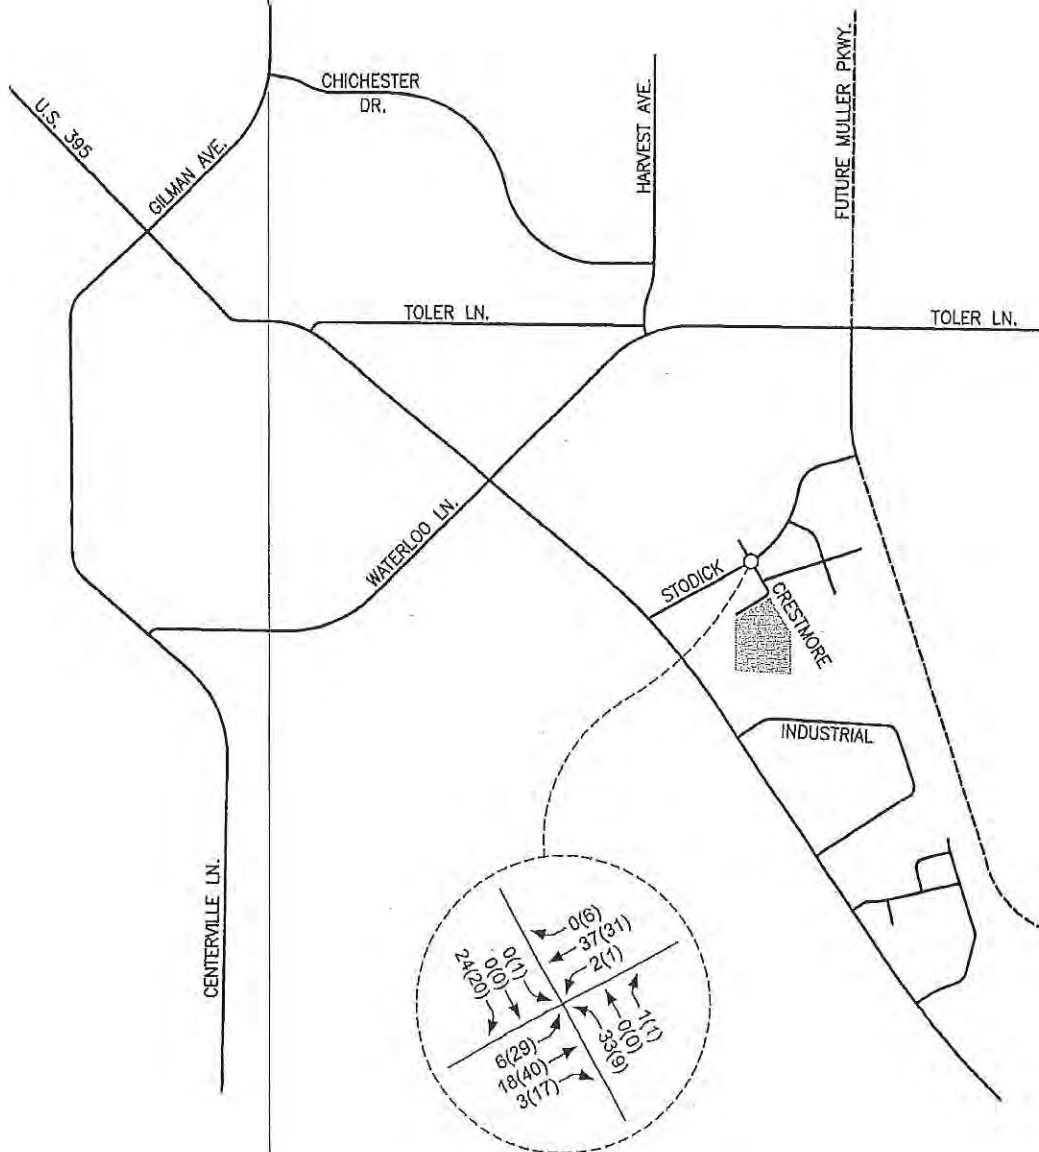 CHICHESTER
DR.
U.S. 395
GILMAN AVE.
HARVEST AVE.
FUTURE MULLER PKWY.
TOLER LN.
TOLER LN.
WATERLOO LN.
STODICK
CRESTMORE
INDUSTRIAL
CENTERVILLE LN.
0(6)
37(31)
2(1)
0(1)
0(0)
24(20)
1(1)
0(0)
33(9)
6(29)
18(40)
3(17)